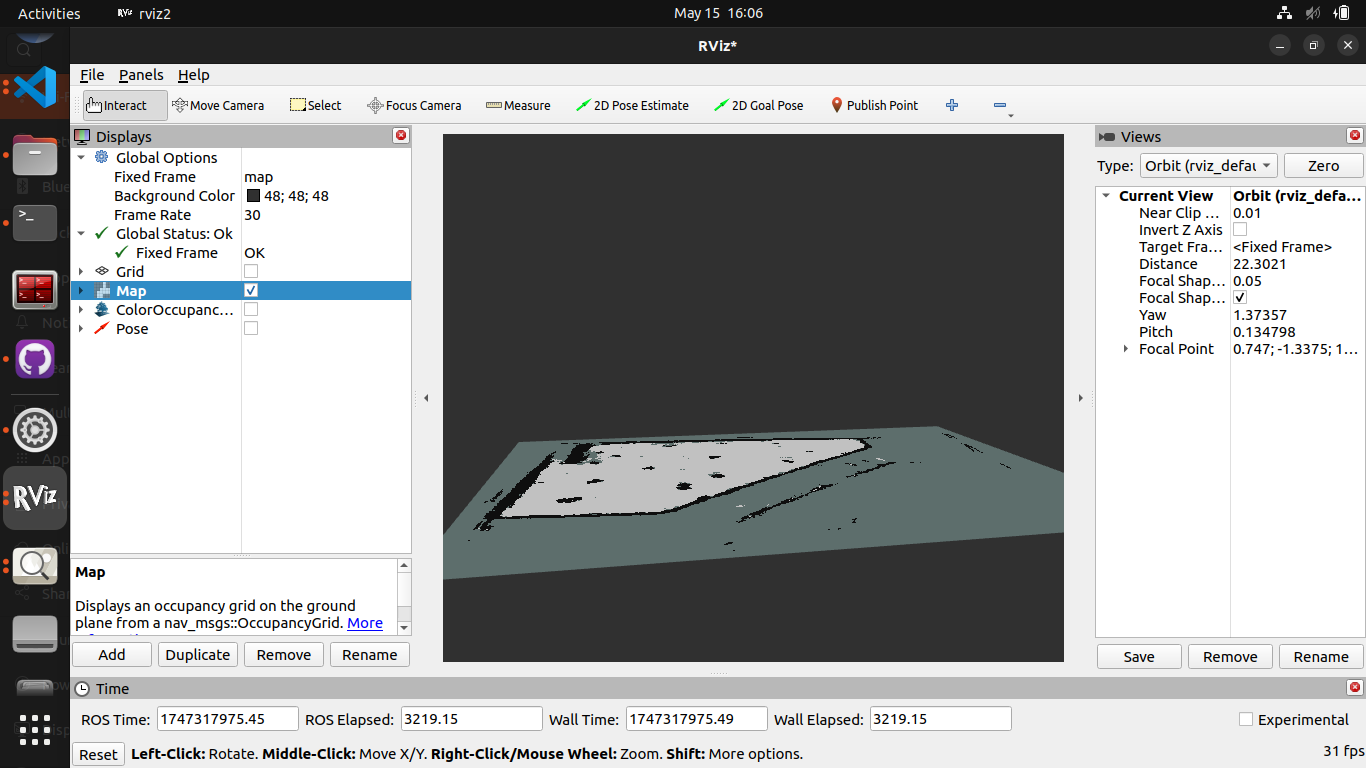 Activities
rviz2
May 15 16:06
RViz*
File Panels Help
Interact Move Camera Select Focus Camera Measure 2D Pose Estimate 2D Goal Pose Publish Point
Displays
Global Options
Fixed Frame map
Background Color 48; 48; 48
Frame Rate 30
Global Status: Ok
Fixed Frame OK
Grid
Map
ColorOccupanc...
Pose
Map
Displays an occupancy grid on the ground
plane from a nav_msgs::OccupancyGrid. More
Add Duplicate Remove Rename
Views
Type: Orbit (rviz_defau Zero
Current View Orbit (rviz_defa...
Near Clip ... 0.01
Invert Z Axis
Target Fra... <Fixed Frame>
Distance 22.3021
Focal Shap... 0.05
Focal Shap...
Yaw 1.37357
Pitch 0.134798
Focal Point 0.747; -1.3375; 1...
Save Remove Rename
RViz
Time
ROS Time: 1747317975.45 ROS Elapsed: 3219.15 Wall Time: 1747317975.49 Wall Elapsed: 3219.15 Experimental
Reset Left-Click: Rotate. Middle-Click: Move X/Y. Right-Click/Mouse Wheel: Zoom. Shift: More options. 31 fps